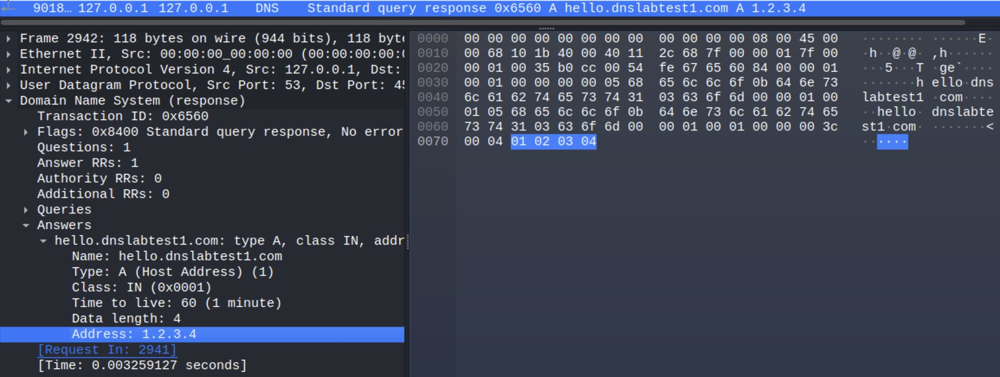 9018… 127.0.0.1 127.0.0.1 DNS Standard query response 0x6560 A hello.dnslabtest1.com A 1.2.3.4
Frame 2942: 118 bytes on wire (944 bits), 118 byte
Ethernet II, Src: 00:00:00_00:00:00 (00:00:00:00:0
Internet Protocol Version 4, Src: 127.0.0.1, Dst:
User Datagram Protocol, Src Port: 53, Dst Port: 45
Domain Name System (response)
Transaction ID: 0x6560
Flags: 0x8400 Standard query response, No error
Questions: 1
Answer RRs: 1
Authority RRs: 0
Additional RRs: 0
Queries
Answers
hello.dnslabtest1.com: type A, class IN, addr
Name: hello.dnslabtest1.com
Type: A (Host Address) (1)
Class: IN (0x0001)
Time to live: 60 (1 minute)
Data length: 4
Address: 1.2.3.4
[Request In: 2941]
[Time: 0.003259127 seconds]
0000 00 00 00 00 00 00 00 00 00 00 00 00 08 00 45 00 ········ ······E·
0010 00 68 10 1b 40 00 40 11 2c 68 7f 00 00 01 7f 00 ·h··@·@· ,h······
0020 00 01 00 35 b0 cc 00 54 fe 67 65 60 84 00 00 01 ···5···T ·ge`····
0030 00 01 00 00 00 00 05 68 65 6c 6c 6f 0b 64 6e 73 ·······h ello·dns
0040 6c 61 62 74 65 73 74 31 03 63 6f 6d 00 00 01 00 labtest1 ·com····
0050 01 05 68 65 6c 6c 6f 0b 64 6e 73 6c 61 62 74 65 ··hello· dnslabte
0060 73 74 31 03 63 6f 6d 00 00 01 00 01 00 00 00 3c st1·com· ·······<
0070 00 04 01 02 03 04 ······